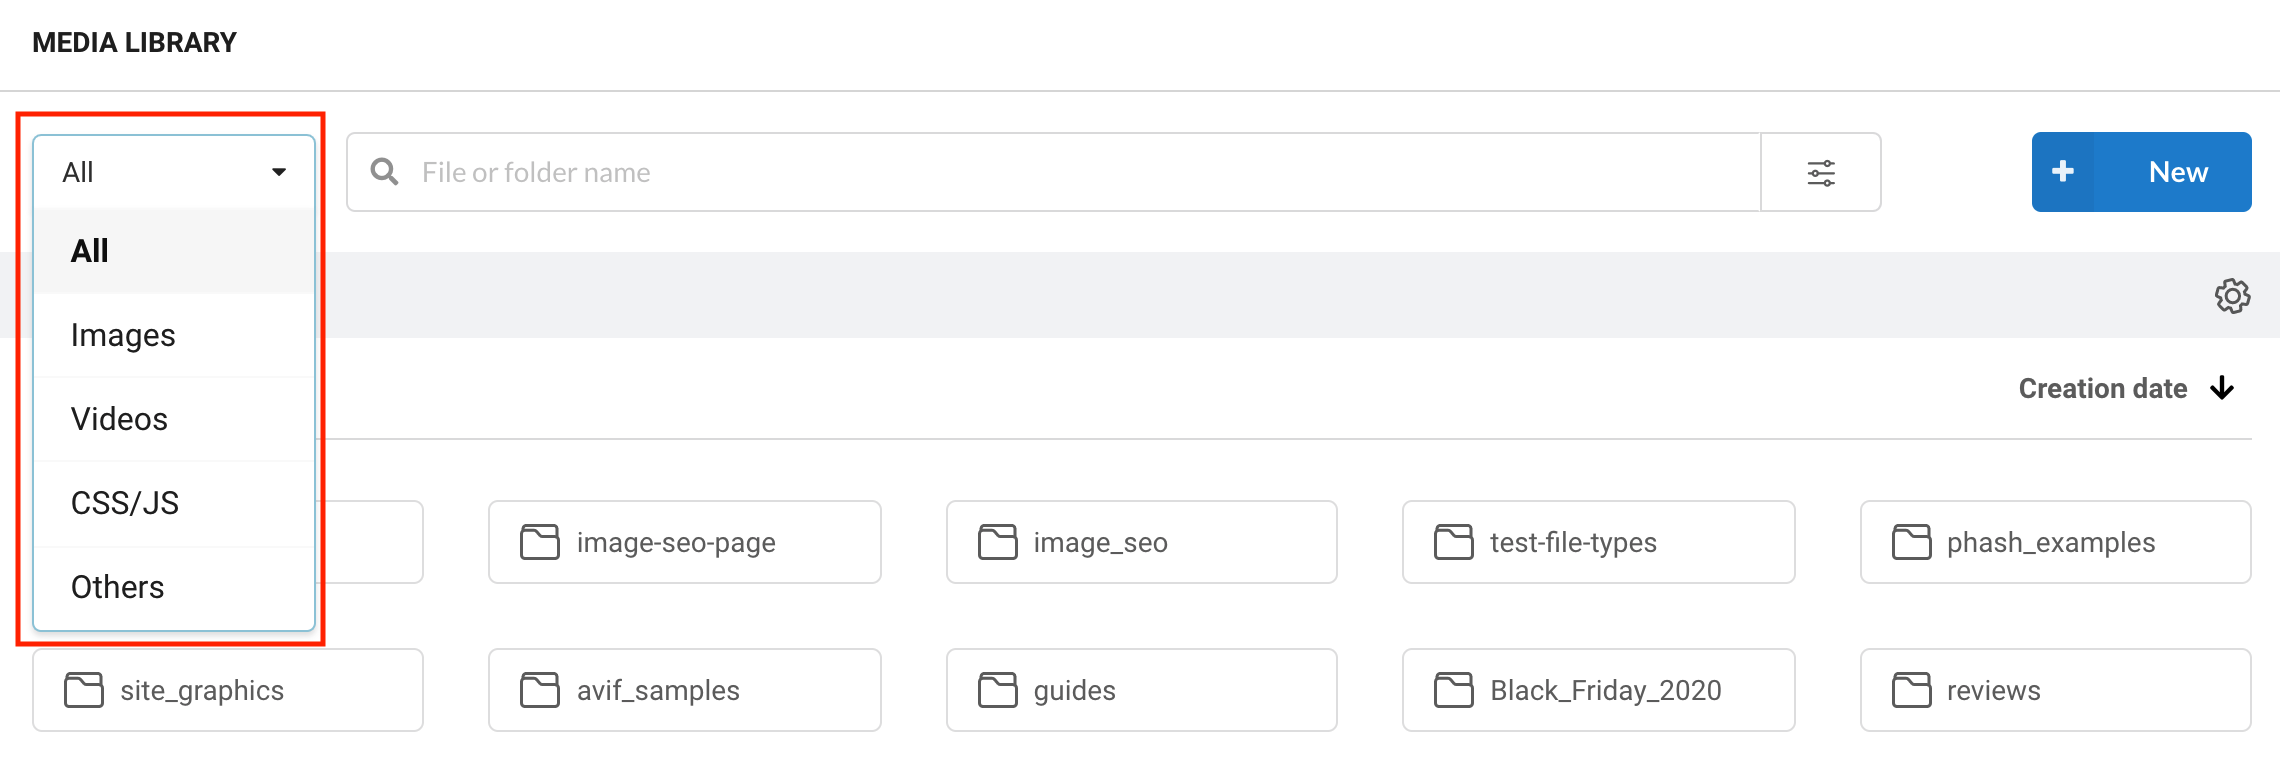 MEDIA LIBRARY
All
File or folder name
New
All
Images
Videos
CSS/JS
Others
Creation date
image-seo-page
image_seo
test-file-types
phash_examples
site_graphics
avif_samples
guides
Black_Friday_2020
reviews